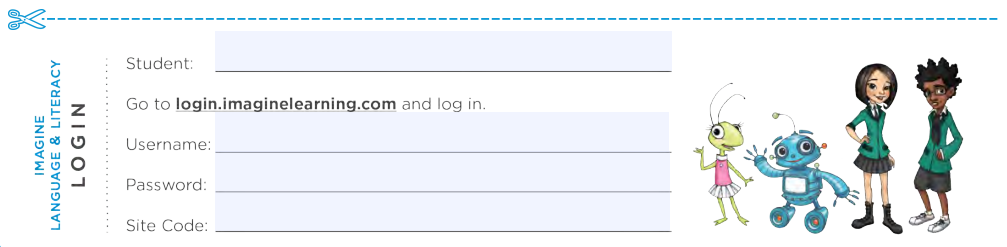 IMAGINE
LANGUAGE & LITERACY
LOGIN
Student:
Go to login.imaginelearning.com and log in.
Username:
Password:
Site Code: